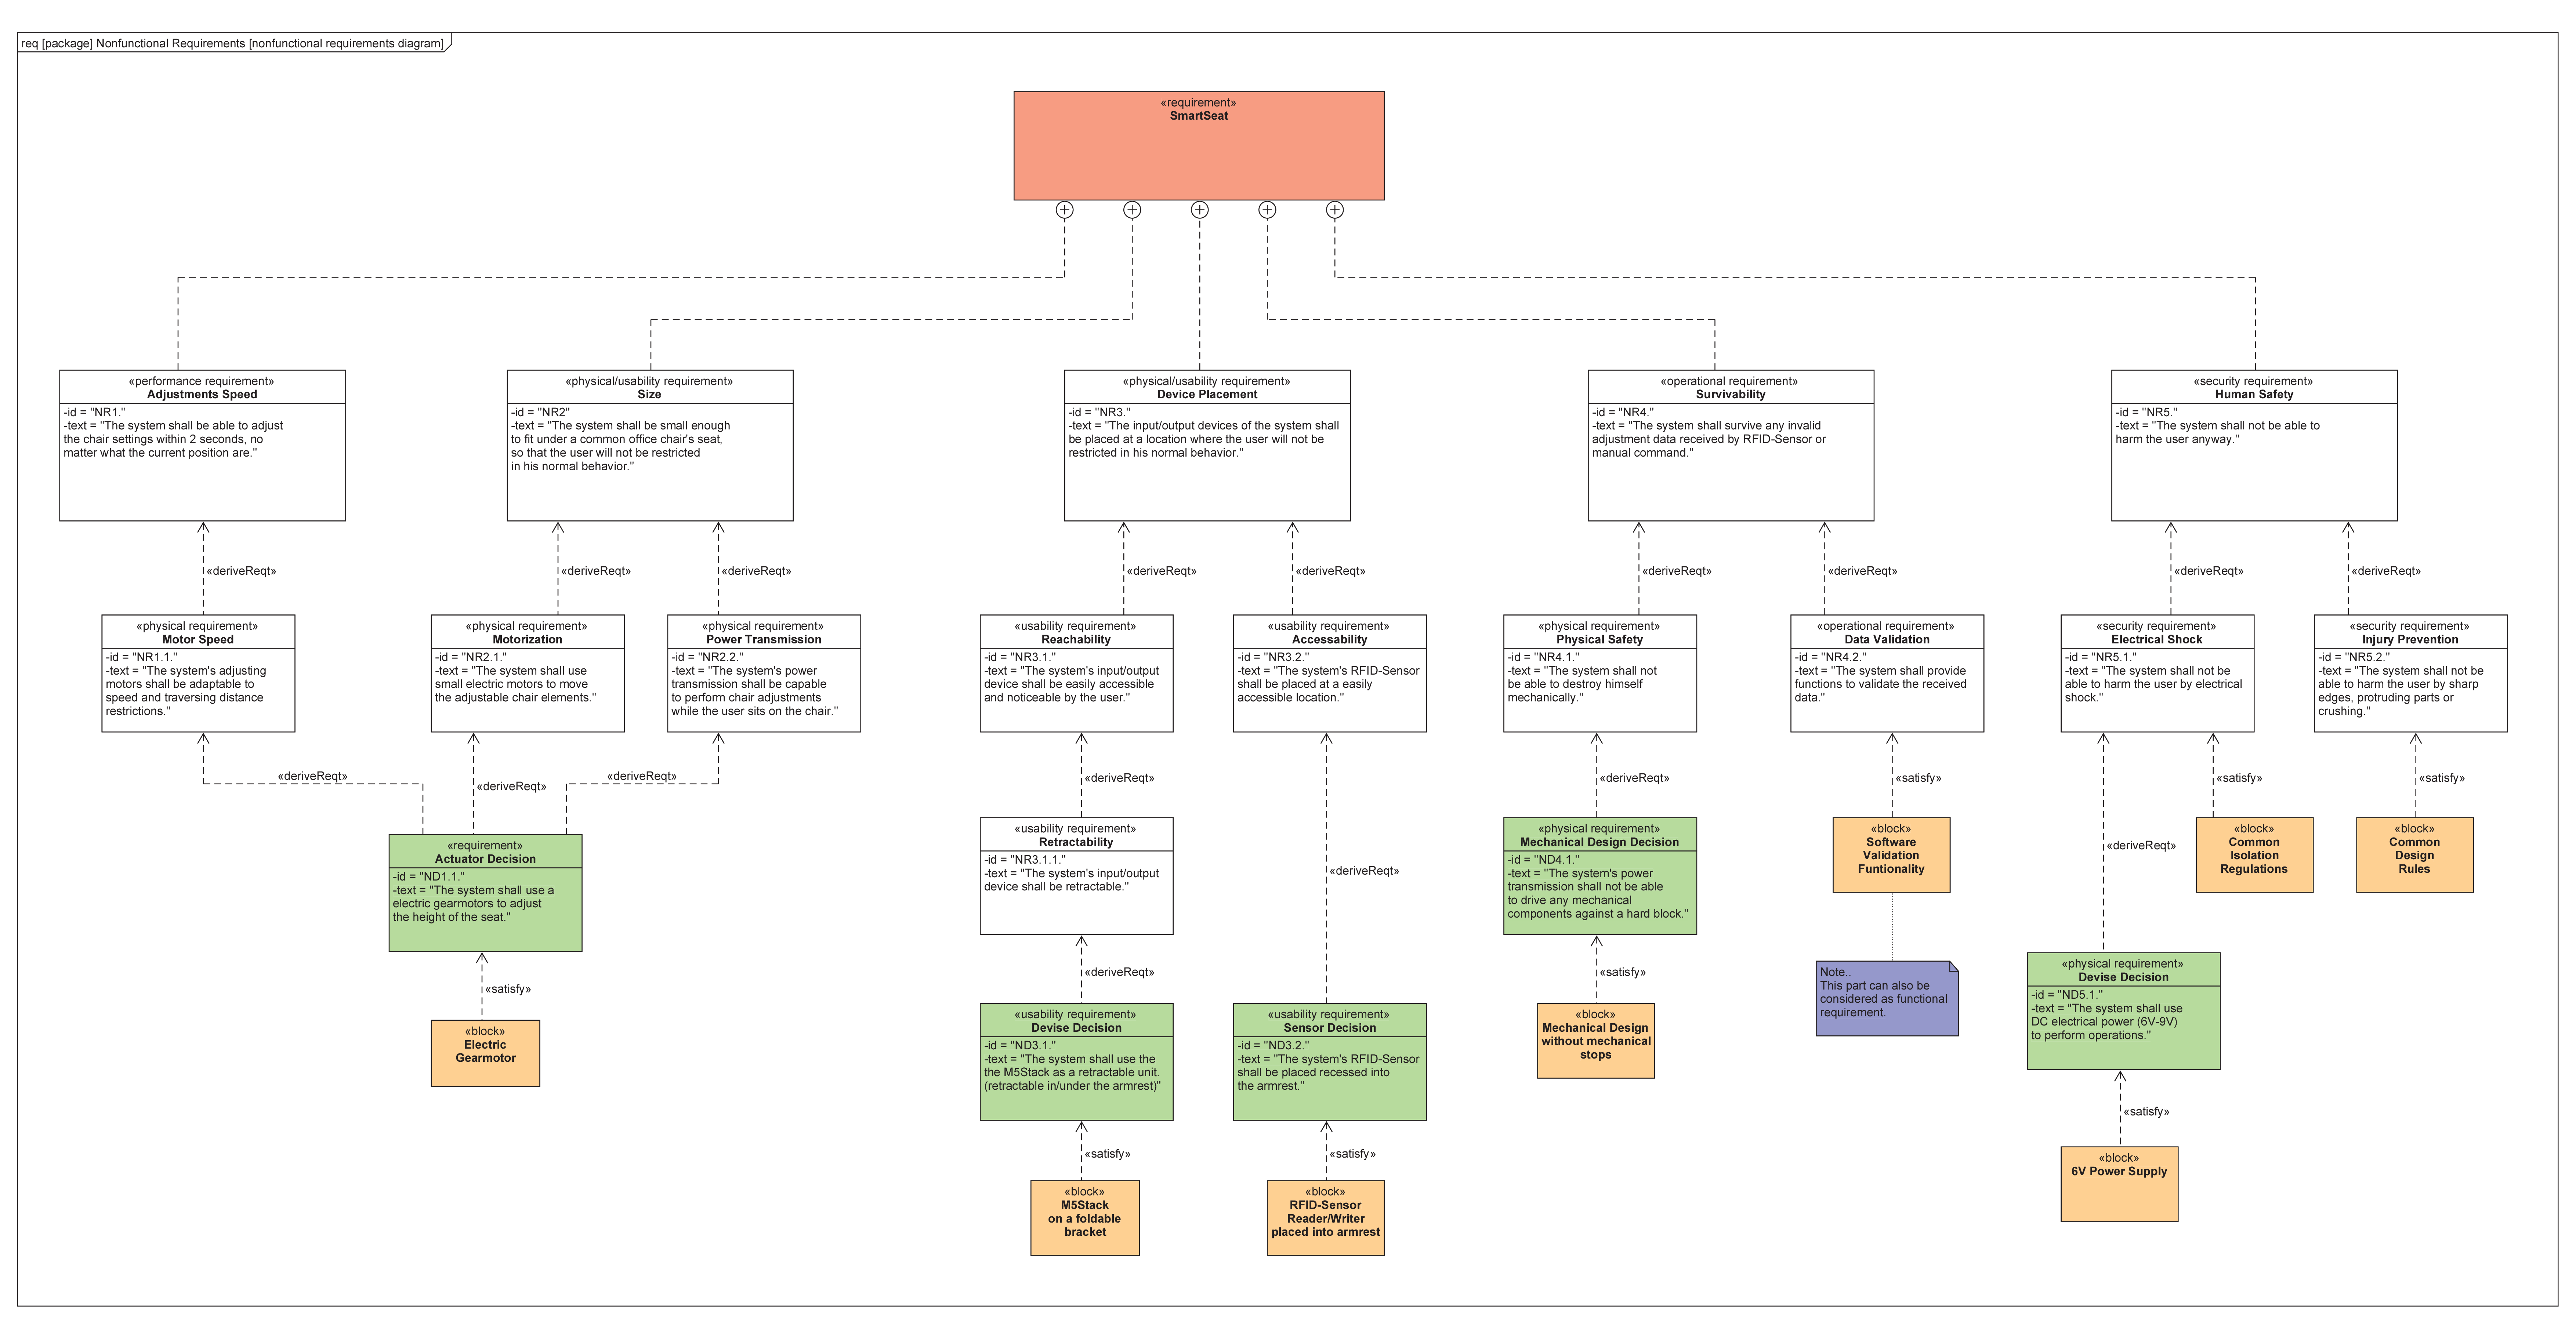 req [package] Nonfunctional Requirements [nonfunctional requirements diagram]
«requirement»
SmartSeat
«performance requirement»
Adjustments Speed
-id = "NR1."
-text = "The system shall be able to adjust
the chair settings within 2 seconds, no
matter what the current position are."
«physical/usability requirement»
Size
-id = "NR2"
-text = "The system shall be small enough
to fit under a common office chair's seat,
so that the user will not be restricted
in his normal behavior."
«physical/usability requirement»
Device Placement
-id = "NR3."
-text = "The input/output devices of the system shall
be placed at a location where the user will not be
restricted in his normal behavior."
«operational requirement»
Survivability
-id = "NR4."
-text = "The system shall survive any invalid
adjustment data received by RFID-Sensor or
manual command."
«security requirement»
Human Safety
-id = "NR5."
-text = "The system shall not be able to
harm the user anyway."
«deriveReqt»
«deriveReqt»
«deriveReqt»
«deriveReqt»
«deriveReqt»
«deriveReqt»
«deriveReqt»
«deriveReqt»
«deriveReqt»
«physical requirement»
Motor Speed
-id = "NR1.1."
-text = "The system's adjusting
motors shall be adaptable to
speed and traversing distance
restrictions."
«physical requirement»
Motorization
-id = "NR2.1."
-text = "The system shall use
small electric motors to move
the adjustable chair elements."
«physical requirement»
Power Transmission
-id = "NR2.2."
-text = "The system's power
transmission shall be capable
to perform chair adjustments
while the user sits on the chair."
«usability requirement»
Reachability
-id = "NR3.1."
-text = "The system's input/output
device shall be easily accessible
and noticeable by the user."
«usability requirement»
Accessability
-id = "NR3.2."
-text = "The system's RFID-Sensor
shall be placed at a easily
accessible location."
«physical requirement»
Physical Safety
-id = "NR4.1."
-text = "The system shall not
be able to destroy himself
mechanically."
«operational requirement»
Data Validation
-id = "NR4.2."
-text = "The system shall provide
functions to validate the received
data."
«security requirement»
Electrical Shock
-id = "NR5.1."
-text = "The system shall not be
able to harm the user by electrical
shock."
«security requirement»
Injury Prevention
-id = "NR5.2."
-text = "The system shall not be
able to harm the user by sharp
edges, protruding parts or
crushing."
«deriveReqt»
«deriveReqt»
«deriveReqt»
«deriveReqt»
«deriveReqt»
«deriveReqt»
«satisfy»
«deriveReqt»
«satisfy»
«satisfy»
«requirement»
Actuator Decision
-id = "ND1.1."
-text = "The system shall use a
electric gearmotors to adjust
the height of the seat."
«usability requirement»
Retractability
-id = "NR3.1.1."
-text = "The system's input/output
device shall be retractable."
«physical requirement»
Mechanical Design Decision
-id = "ND4.1."
-text = "The system's power
transmission shall not be able
to drive any mechanical
components against a hard block."
«block»
Software
Validation
Funtionality
«block»
Common
Isolation
Regulations
«block»
Common
Design
Rules
«satisfy»
«deriveReqt»
«satisfy»
Note..
This part can also be
considered as functional
requirement.
«physical requirement»
Devise Decision
-id = "ND5.1."
-text = "The system shall use
DC electrical power (6V-9V)
to perform operations."
«block»
Electric
Gearmotor
«usability requirement»
Devise Decision
-id = "ND3.1."
-text = "The system shall use the
the M5Stack as a retractable unit.
(retractable in/under the armrest)"
«usability requirement»
Sensor Decision
-id = "ND3.2."
-text = "The system's RFID-Sensor
shall be placed recessed into
the armrest."
«block»
Mechanical Design
without mechanical
stops
«satisfy»
«satisfy»
«satisfy»
«block»
M5Stack
on a foldable
bracket
«block»
RFID-Sensor
Reader/Writer
placed into armrest
«block»
6V Power Supply